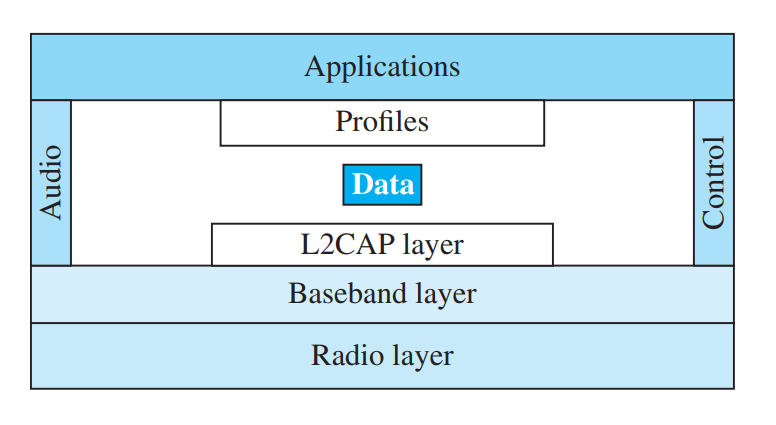 Applications
Profiles
Audio
Data
Control
L2CAP layer
Baseband layer
Radio layer